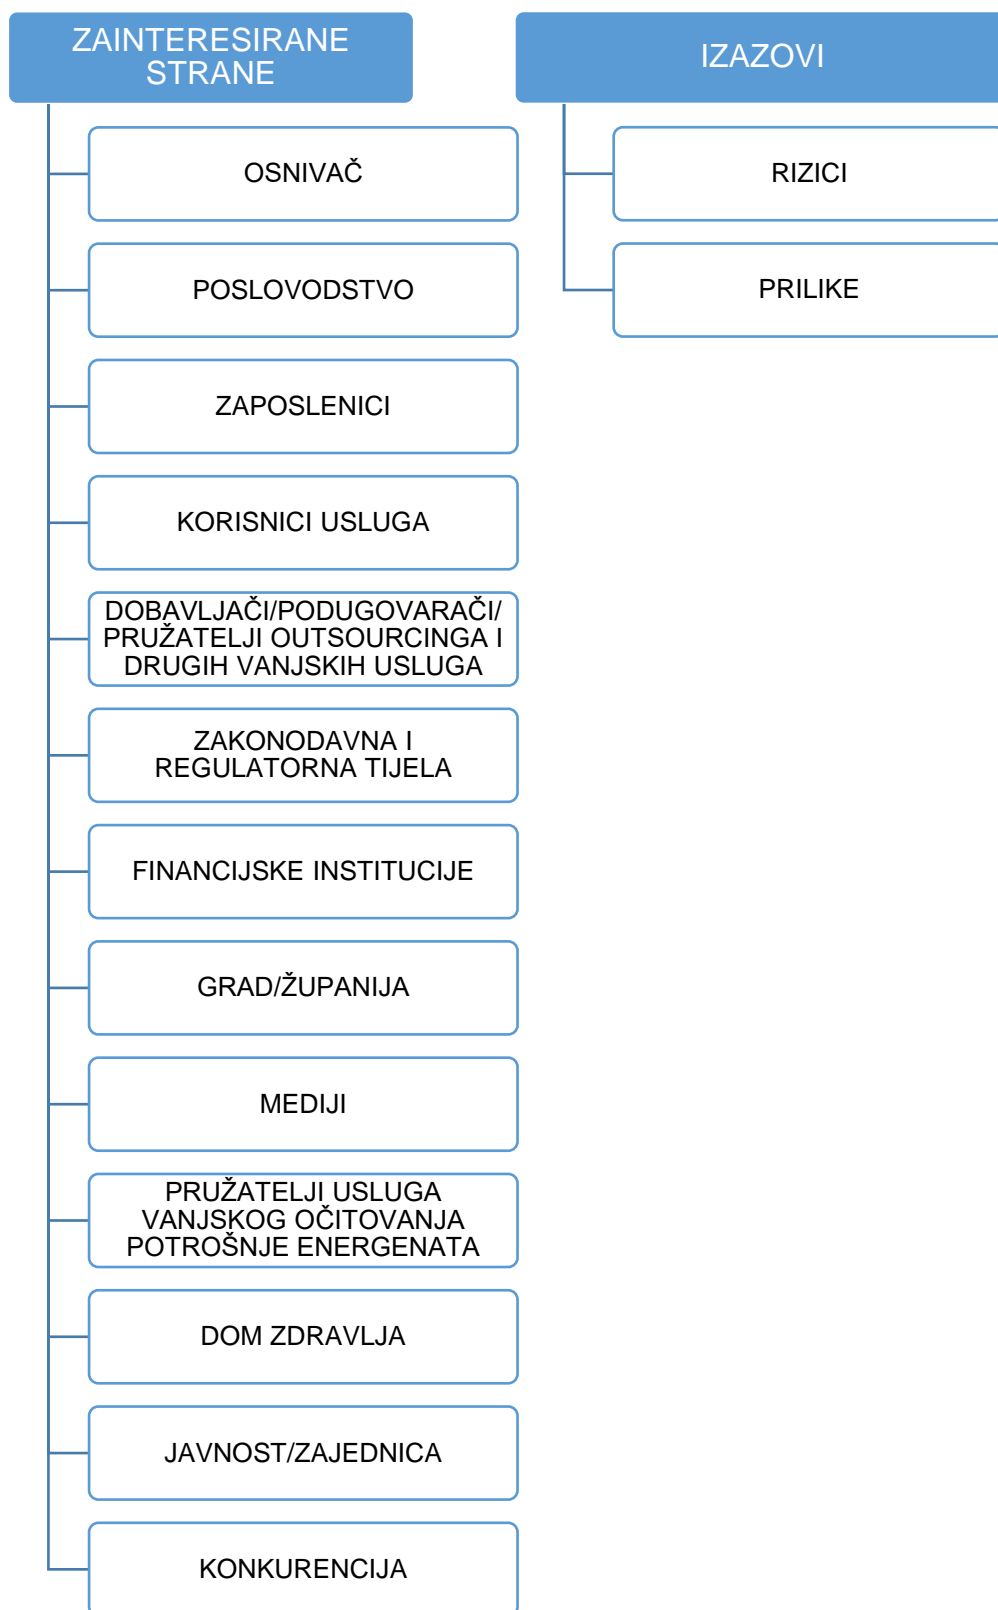 ZAINTERESIRANE
STRANE
OSNIVAČ
POSLOVODSTVO
ZAPOSLENICI
KORISNICI USLUGA
DOBAVLJAČI/PODUGOVARAČI/
PRUŽATELJI OUTSOURCINGA I
DRUGIH VANJSKIH USLUGA
ZAKONODAVNA I
REGULATORNA TIJELA
FINANCIJSKE INSTITUCIJE
GRAD/ŽUPANIJA
MEDIJI
PRUŽATELJI USLUGA
VANJSKOG OČITOVANJA
POTROŠNJE ENERGENATA
DOM ZDRAVLJA
JAVNOST/ZAJEDNICA
KONKURENCIJA
IZAZOVI
RIZICI
PRILIKE